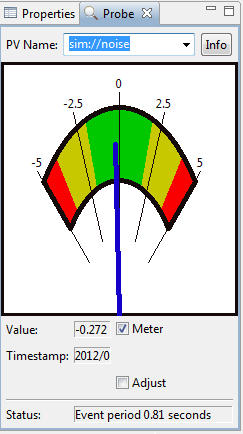 Properties Probe
PV Name: sim://noise Info
0
-2.5 2.5
-5 5
Value: -0.272 Meter
Timestamp: 2012/0
Adjust
Status: Event period 0.81 seconds